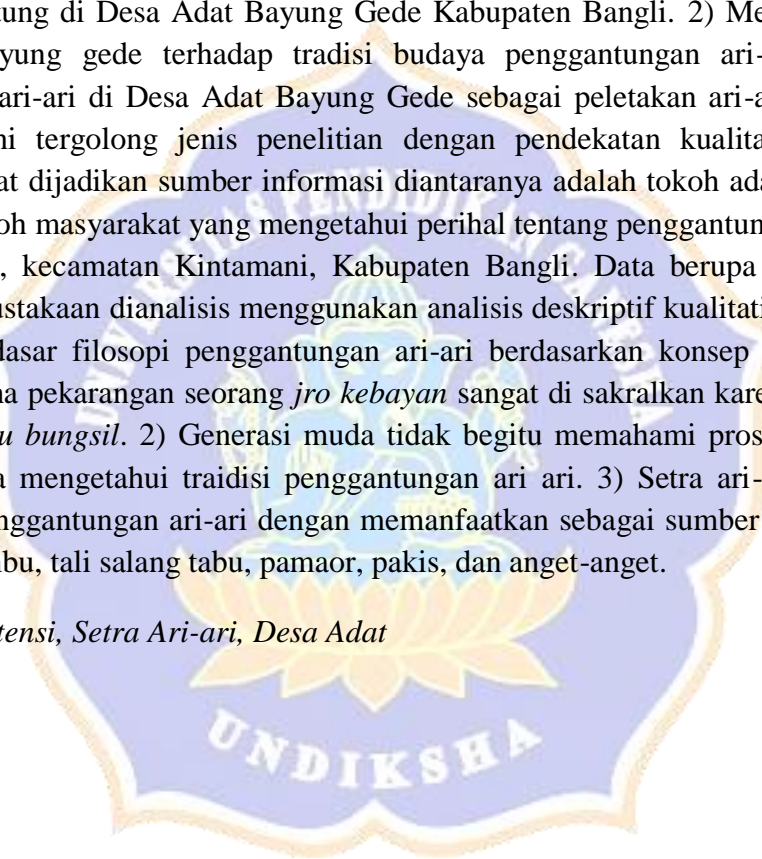 tung di Desa Adat Bayung Gede Kabupaten Bangli. 2) Me
yung gede terhadap tradisi budaya penggantungan ari-
ari-ari di Desa Adat Bayung Gede sebagai peletakan ari-a
ni tergolong jenis penelitian dengan pendekatan kualita
at dijadikan sumber informasi diantaranya adalah tokoh ada
oh masyarakat yang mengetahui perihal tentang penggantun
, kecamatan Kintamani, Kabupaten Bangli. Data berupa
ustakaan dianalisis menggunakan analisis deskriptif kualitati
dasar filosopi penggantungan ari-ari berdasarkan konsep
na pekarangan seorang jro kebayan sangat di sakralkan kare
u bungsil. 2) Generasi muda tidak begitu memahami pros
a mengetahui traidisi penggantungan ari ari. 3) Setra ari-
nggantungan ari-ari dengan memanfaatkan sebagai sumber
nbu, tali salang tabu, pamaor, pakis, dan anget-anget.
tensi, Setra Ari-ari, Desa Adat
UNIVERSITAS PENDIDIKAN GANESHA
UNDIKSHA